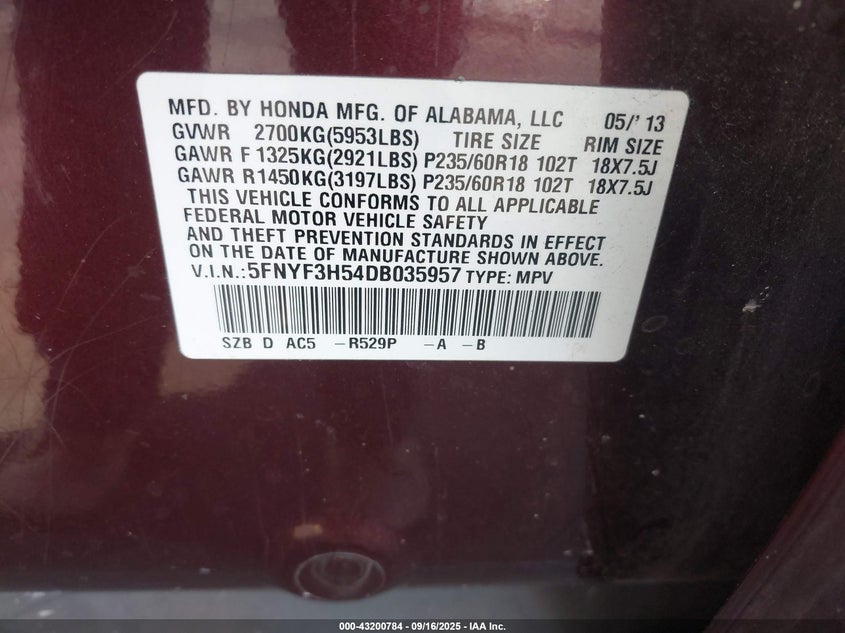 MFD. BY HONDA MFG. OF ALABAMA, LLC 05/' 13
GVWR 2700KG(5953LBS) TIRE SIZE RIM SIZE
GAWR F 1325KG(2921LBS) P235/60R18 102T 18X7.5J
GAWR R1450KG(3197LBS) P235/60R18 102T 18X7.5J
THIS VEHICLE CONFORMS TO ALL APPLICABLE
FEDERAL MOTOR VEHICLE SAFETY
AND THEFT PREVENTION STANDARDS IN EFFECT
ON THE DATE OF MANUFACTURE SHOWN ABOVE.
V.I.N.:5FNYF3H54DB035957 TYPE: MPV
SZB D AC5 -R529P -A -B
000-43200784 - 09/16/2025 - IAA Inc.